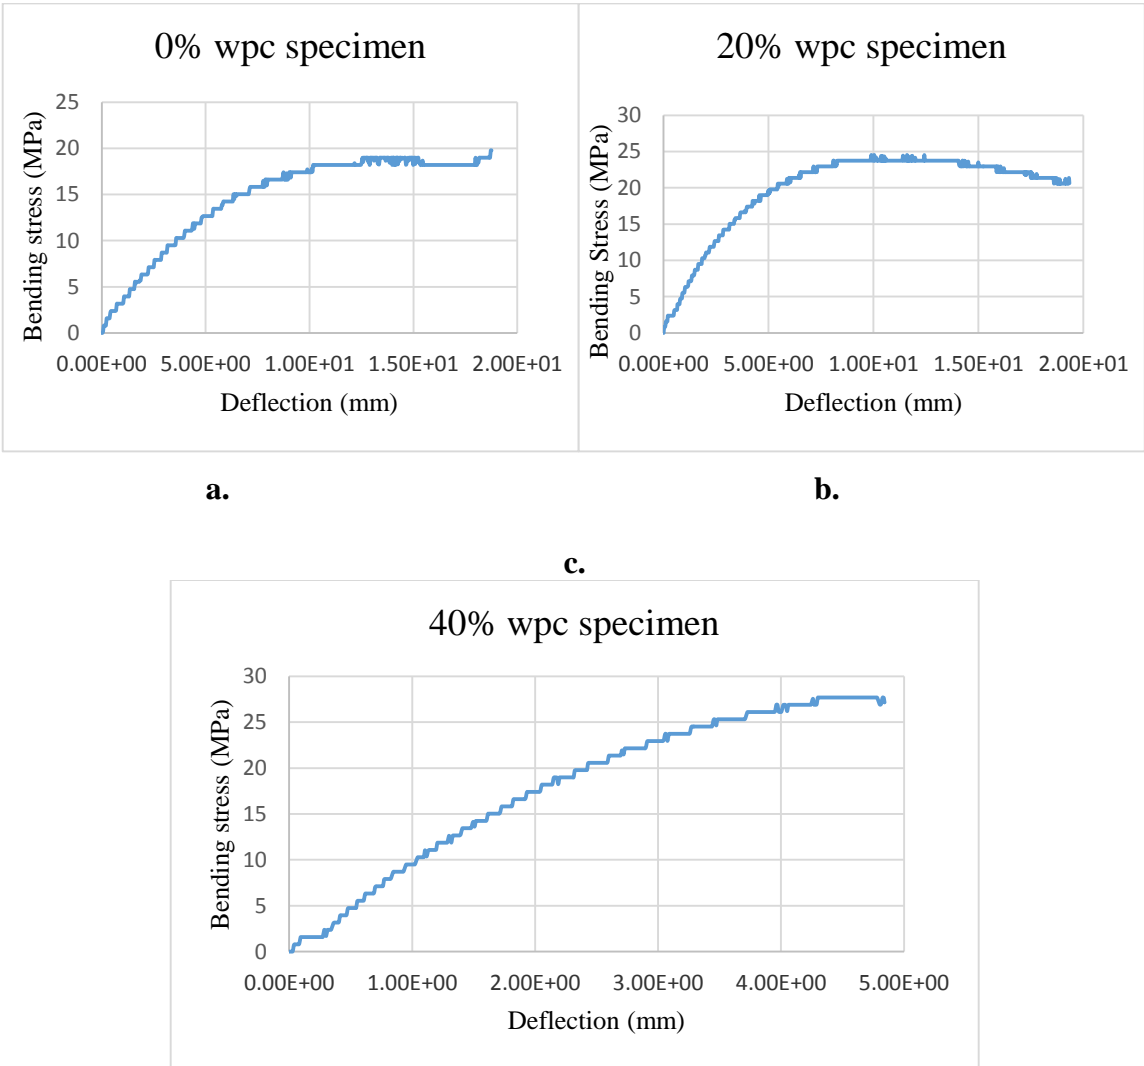 0% wpc specimen
Bending stress (MPa)
25
20
15
10
5
0
0.00E+00 5.00E+00 1.00E+01 1.50E+01 2.00E+01
Deflection (mm)
20% wpc specimen
Bending Stress (MPa)
30
25
20
15
10
5
0
0.00E+00 5.00E+00 1.00E+01 1.50E+01 2.00E+01
Deflection (mm)
a.
b.
c.
40% wpc specimen
Bending stress (MPa)
30
25
20
15
10
5
0
0.00E+00 1.00E+00 2.00E+00 3.00E+00 4.00E+00 5.00E+00
Deflection (mm)